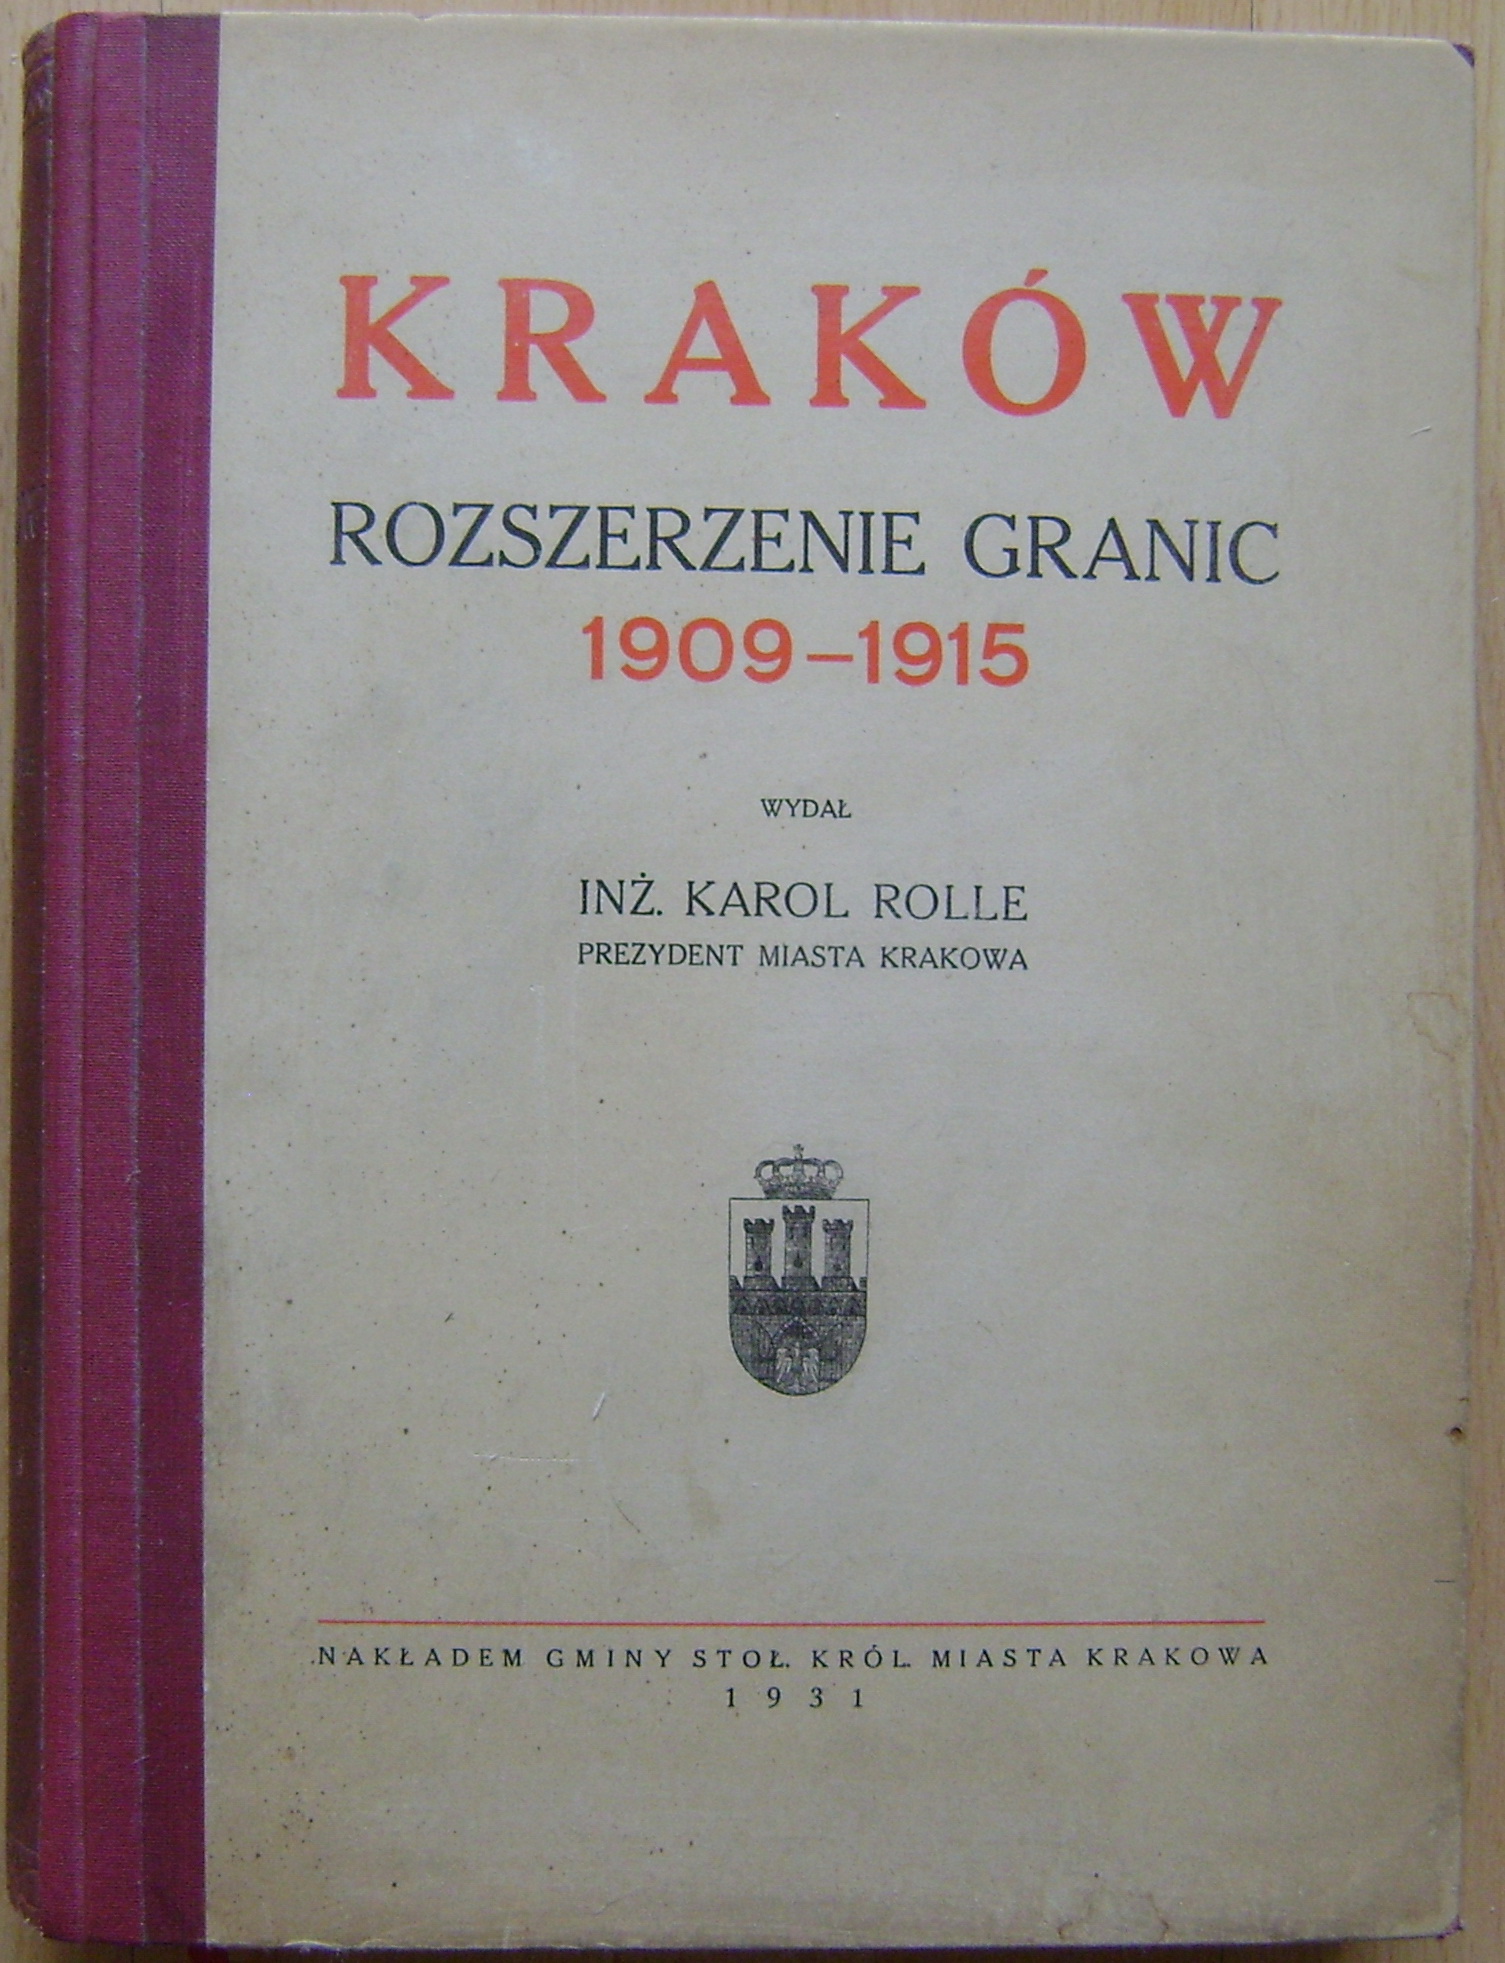 KRAKÓW
ROZSZERZENIE GRANIC
1909–1915
WYDAŁ
INŻ. KAROL ROLLE
PREZYDENT MIASTA KRAKOWA
NAKŁADEM GMINY STOŁ. KRÓL. MIASTA KRAKOWA
1931